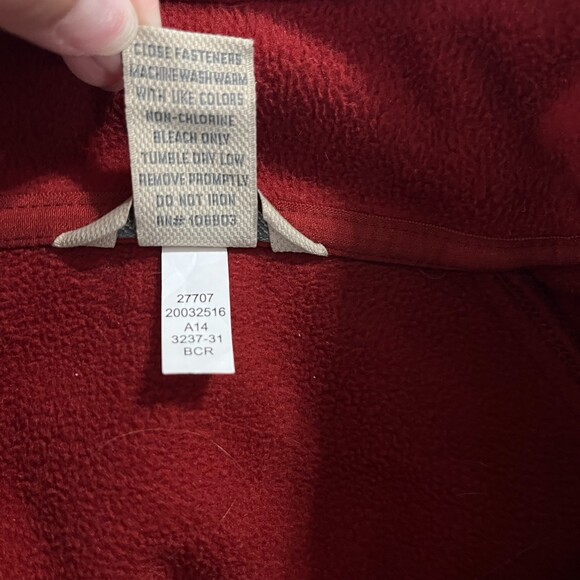 CLOSE FASTENERS
MACHINE WASH WARM
WITH LIKE COLORS
NON-CHLORINE
BLEACH ONLY
TUMBLE DRY LOW
REMOVE PROMPTLY
DO NOT IRON
RN# 106803
27707
20032516
A14
3237-31
BCR